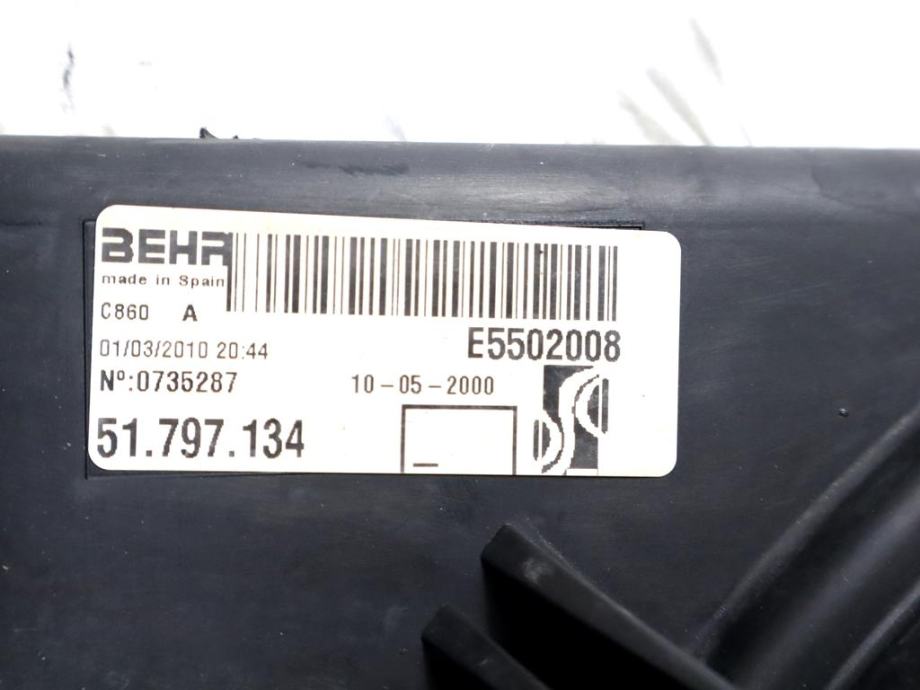 BEHR
made in Spain
C860 A
E5502008
01/03/2010 20:44
Nº:0735287
10-05-2000
51.797.134